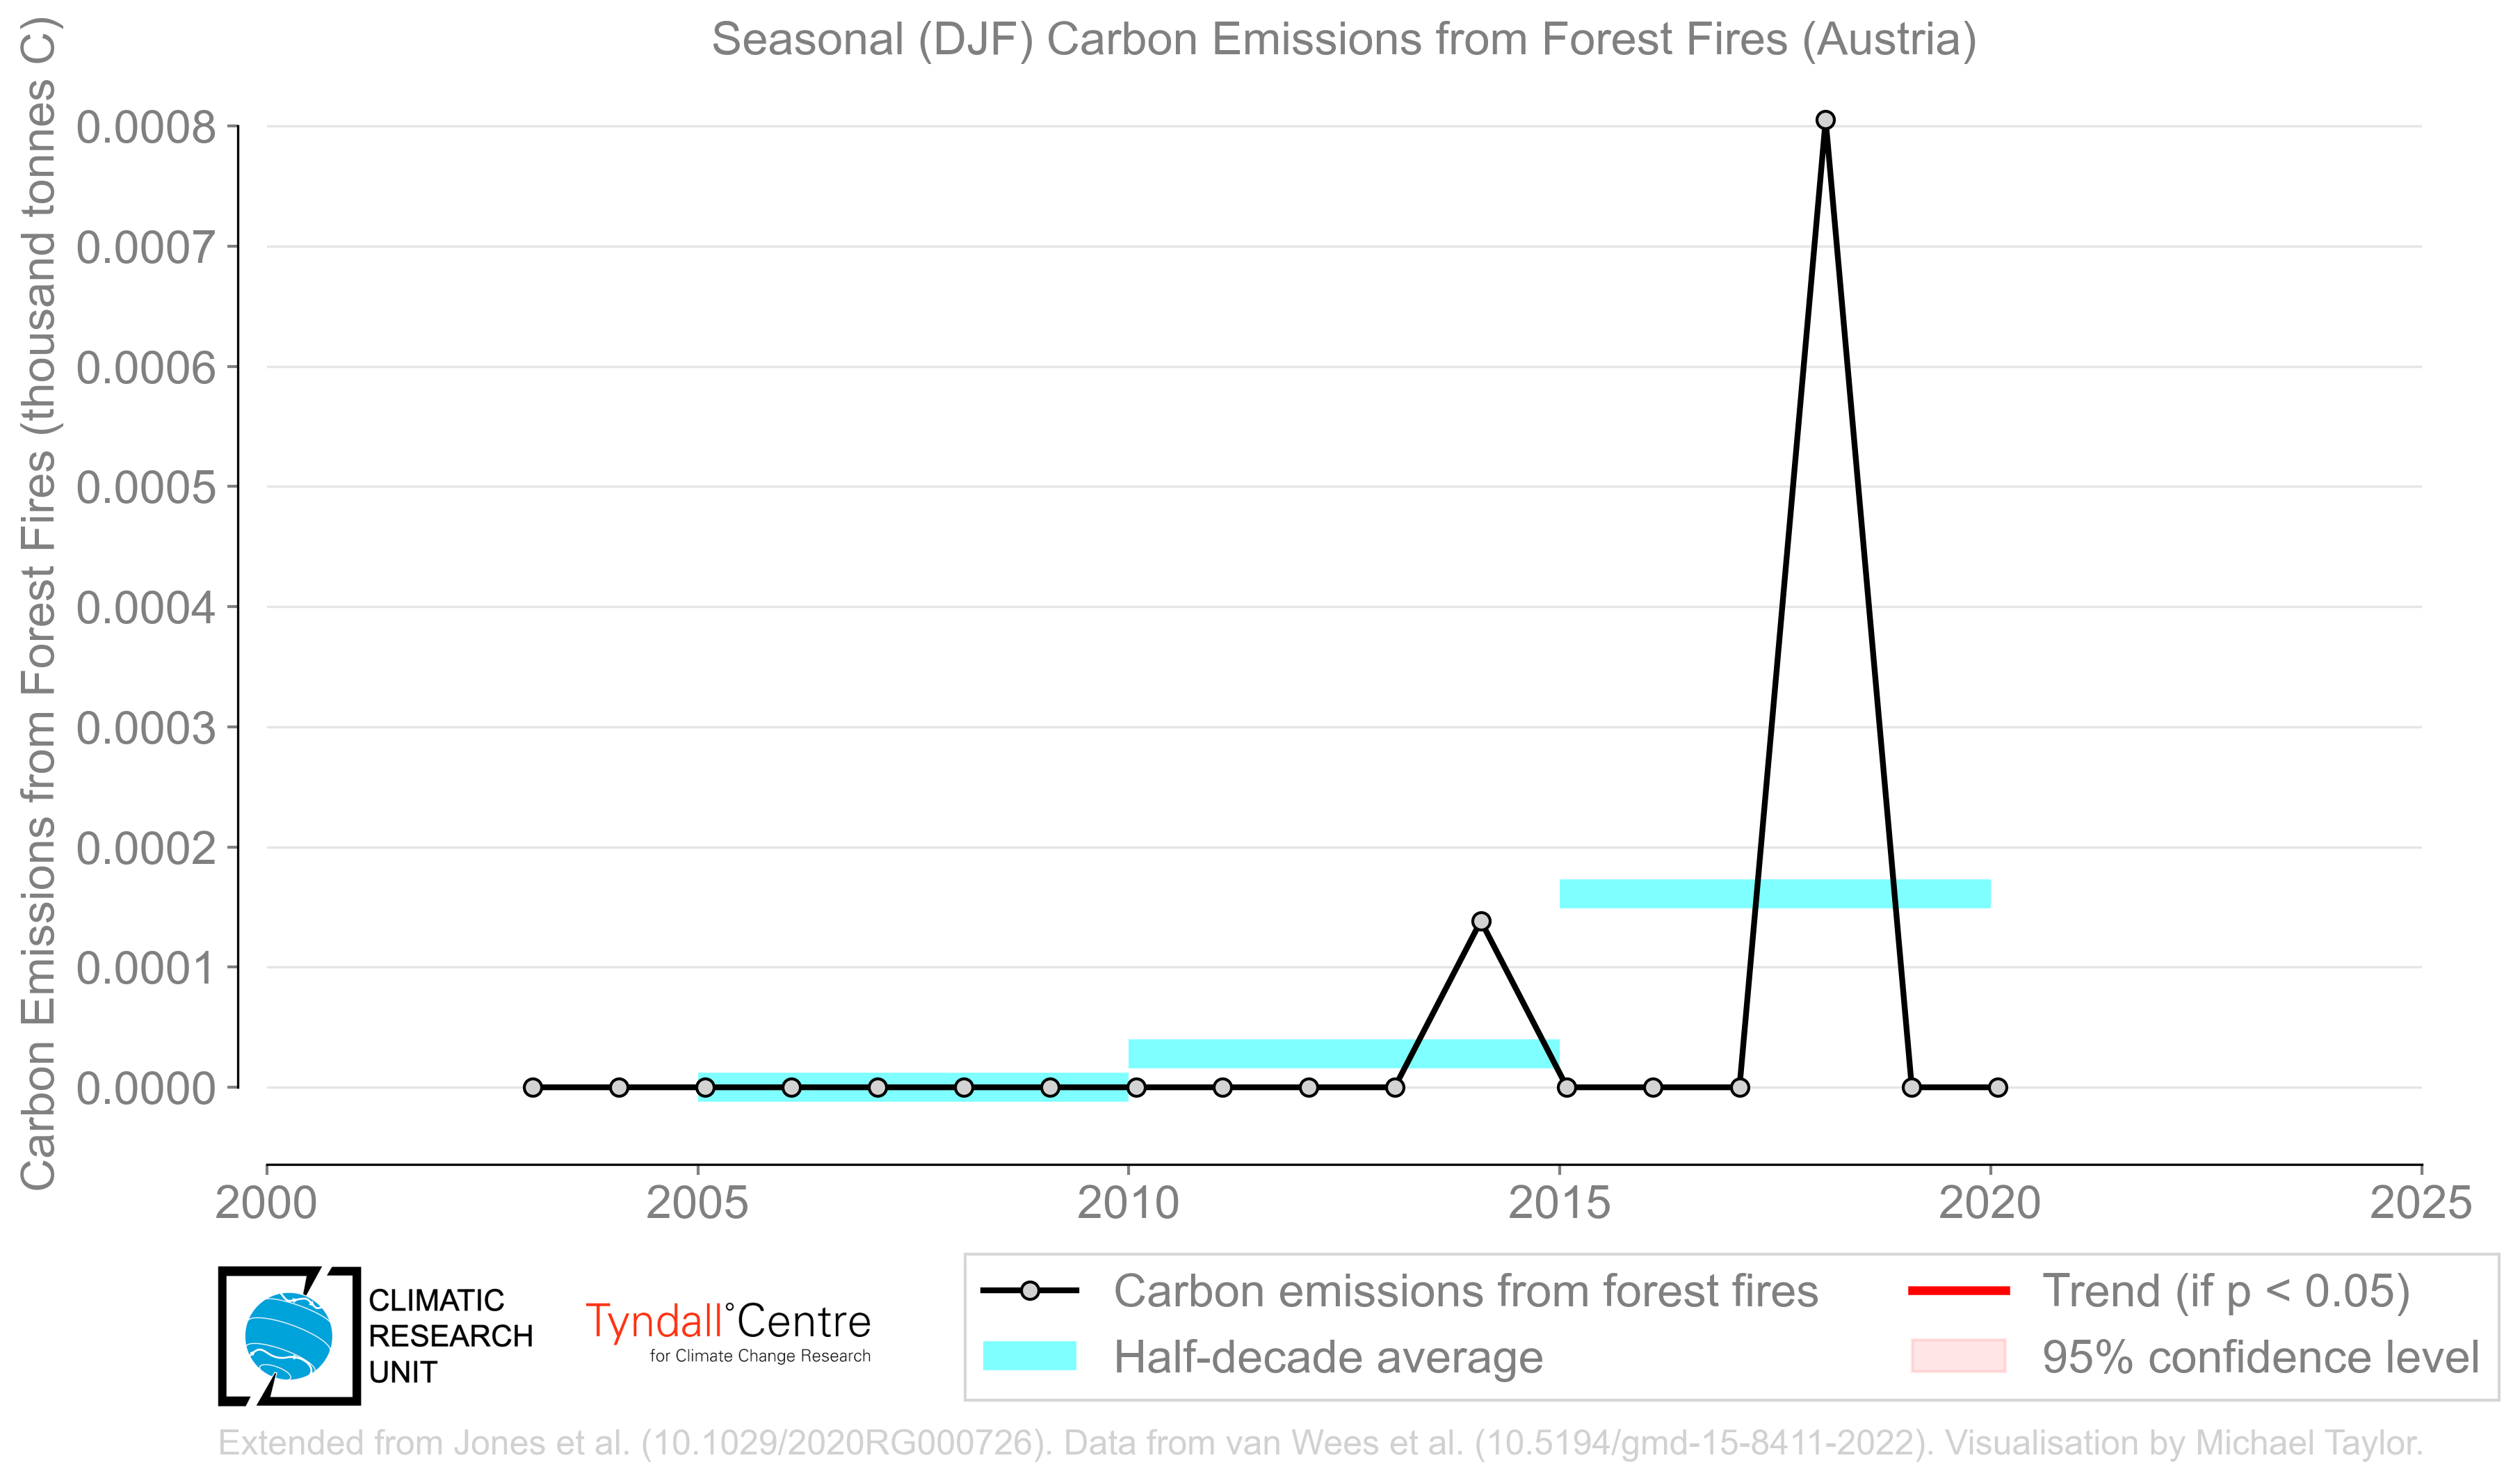 Seasonal (DJF) Carbon Emissions from Forest Fires (Austria)
Carbon Emissions from Forest Fires (thousand tonnes C)
0.0008
0.0007
0.0006
0.0005
0.0004
0.0003
0.0002
0.0001
0.0000
2000 2005 2010 2015 2020 2025
CLIMATIC
RESEARCH
UNIT
Tyndall°Centre
for Climate Change Research
Carbon emissions from forest fires
Half-decade average
Trend (if p < 0.05)
95% confidence level
Extended from Jones et al. (10.1029/2020RG000726). Data from van Wees et al. (10.5194/gmd-15-8411-2022). Visualisation by Michael Taylor.